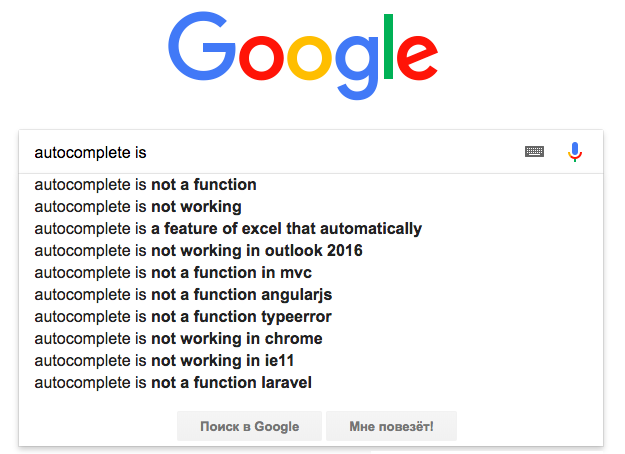 Google
autocomplete is
autocomplete is not a function
autocomplete is not working
autocomplete is a feature of excel that automatically
autocomplete is not working in outlook 2016
autocomplete is not a function in mvc
autocomplete is not a function angularjs
autocomplete is not a function typeerror
autocomplete is not working in chrome
autocomplete is not working in ie11
autocomplete is not a function laravel
Поиск в Google Мне повезёт!